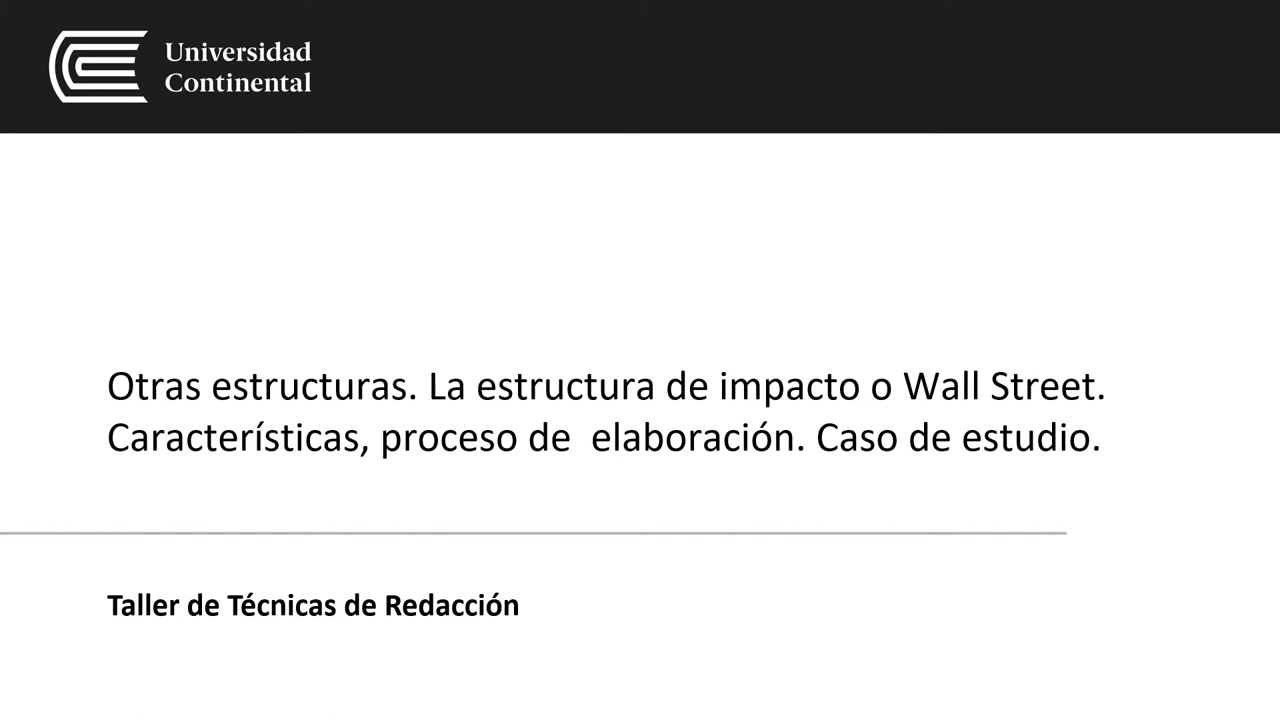 Universidad
Continental
Otras estructuras. La estructura de impacto o Wall Street.
Características, proceso de  elaboración. Caso de estudio.
Taller de Técnicas de Redacción